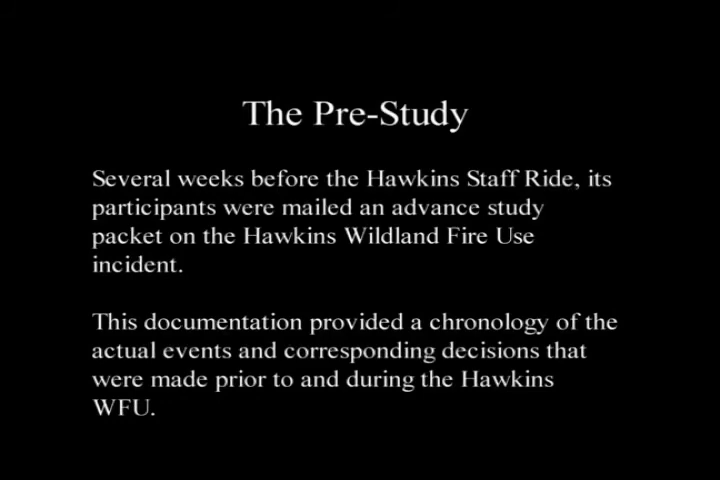 The Pre-Study
Several weeks before the Hawkins Staff Ride, its
participants were mailed an advance study
packet on the Hawkins Wildland Fire Use
incident.
This documentation provided a chronology of the
actual events and corresponding decisions that
were made prior to and during the Hawkins
WFU.